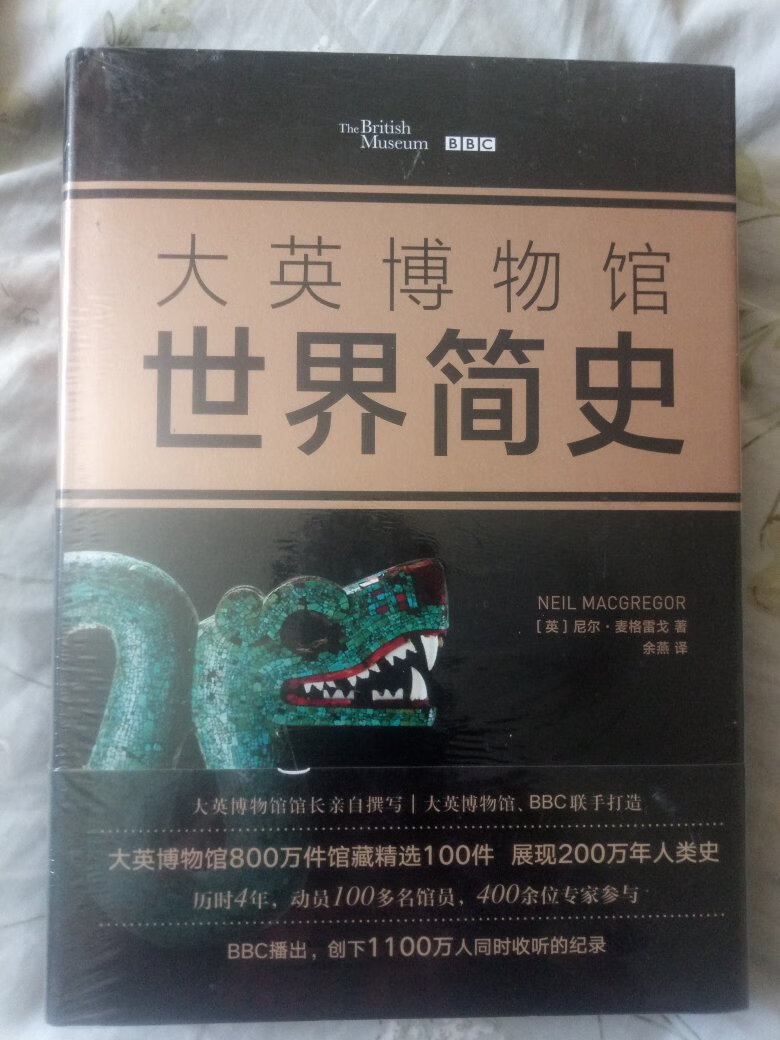 The British
Museum BBC
大英博物馆
世界简史
NEIL MACGREGOR
[英]尼尔·麦格雷戈 著
余燕 译
大英博物馆馆长亲自撰写|大英博物馆、BBC联手打造
大英博物馆800万件馆藏精选100件 展现200万年人类史
历时4年，动员100多名馆员，400余位专家参与
BBC播出，创下1100万人同时收听的纪录